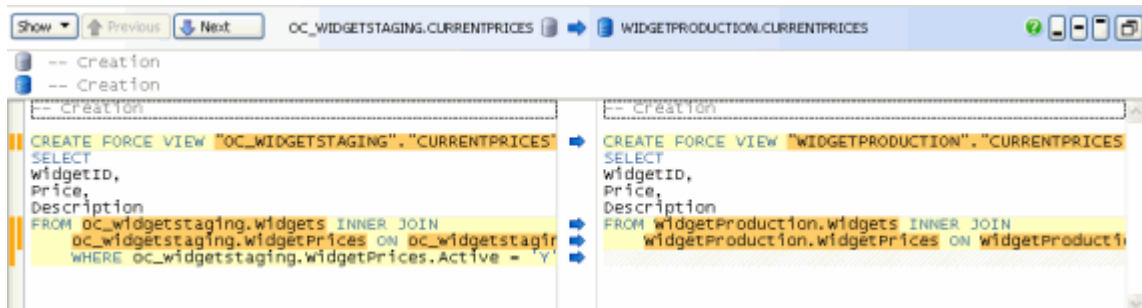 Show Previous Next OC_WIDGETSTAGING.CURRENTPRICES WIDGETPRODUCTION.CURRENTPRICES
-- Creation
-- Creation
-- Creation
CREATE FORCE VIEW "OC_WIDGETSTAGING"."CURRENTPRICES"
SELECT
WidgetID,
Price,
Description
FROM oc_widgetstaging.Widgets INNER JOIN
oc_widgetstaging.WidgetPrices ON oc_widgetstagin
WHERE oc_widgetstaging.WidgetPrices.Active = 'Y'
-- Creation
CREATE FORCE VIEW "WIDGETPRODUCTION"."CURRENTPRICES
SELECT
WidgetID,
Price,
Description
FROM WidgetProduction.Widgets INNER JOIN
WidgetProduction.WidgetPrices ON WidgetProducti